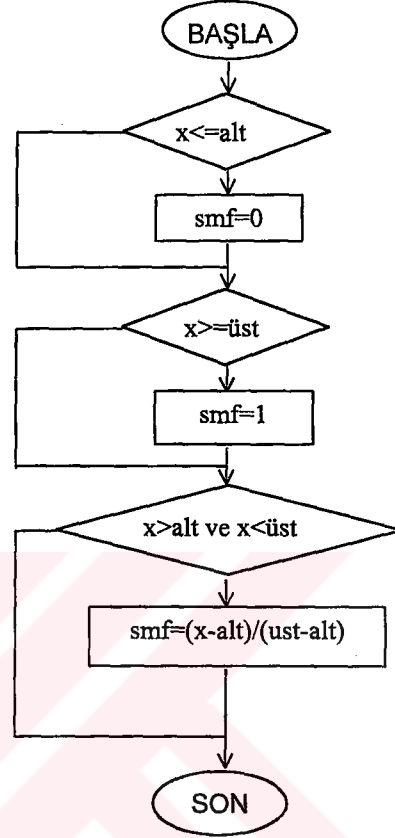 BAŞLA
x<=alt
smf=0
x>=üst
smf=1
x>alt ve x<üst
smf=(x-alt)/(ust-alt)
SON